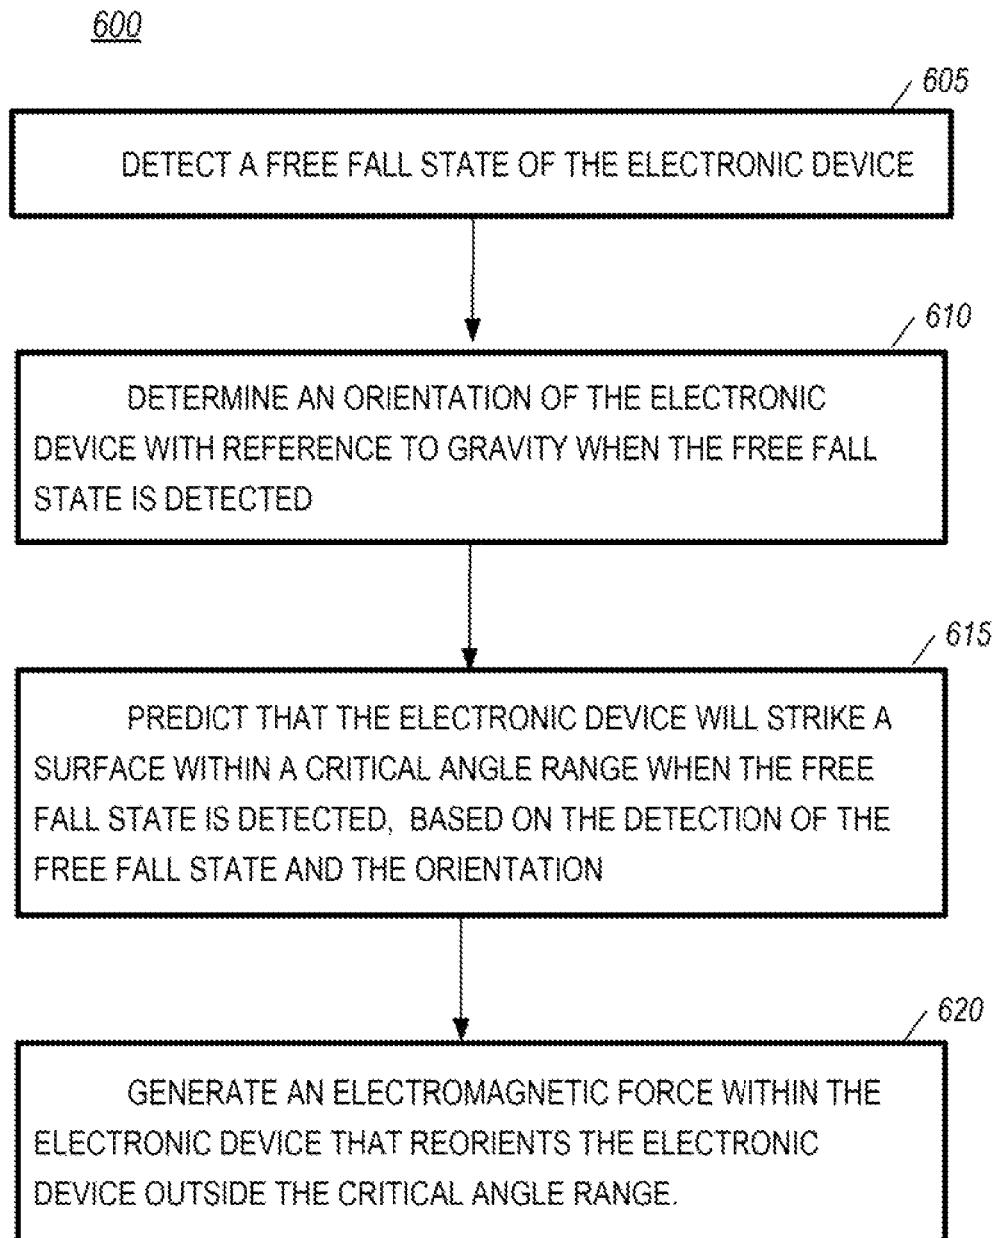 600
605
DETECT A FREE FALL STATE OF THE ELECTRONIC DEVICE
610
DETERMINE AN ORIENTATION OF THE ELECTRONIC
DEVICE WITH REFERENCE TO GRAVITY WHEN THE FREE FALL
STATE IS DETECTED
615
PREDICT THAT THE ELECTRONIC DEVICE WILL STRIKE A
SURFACE WITHIN A CRITICAL ANGLE RANGE WHEN THE FREE
FALL STATE IS DETECTED, BASED ON THE DETECTION OF THE
FREE FALL STATE AND THE ORIENTATION
620
GENERATE AN ELECTROMAGNETIC FORCE WITHIN THE
ELECTRONIC DEVICE THAT REORIENTS THE ELECTRONIC
DEVICE OUTSIDE THE CRITICAL ANGLE RANGE.